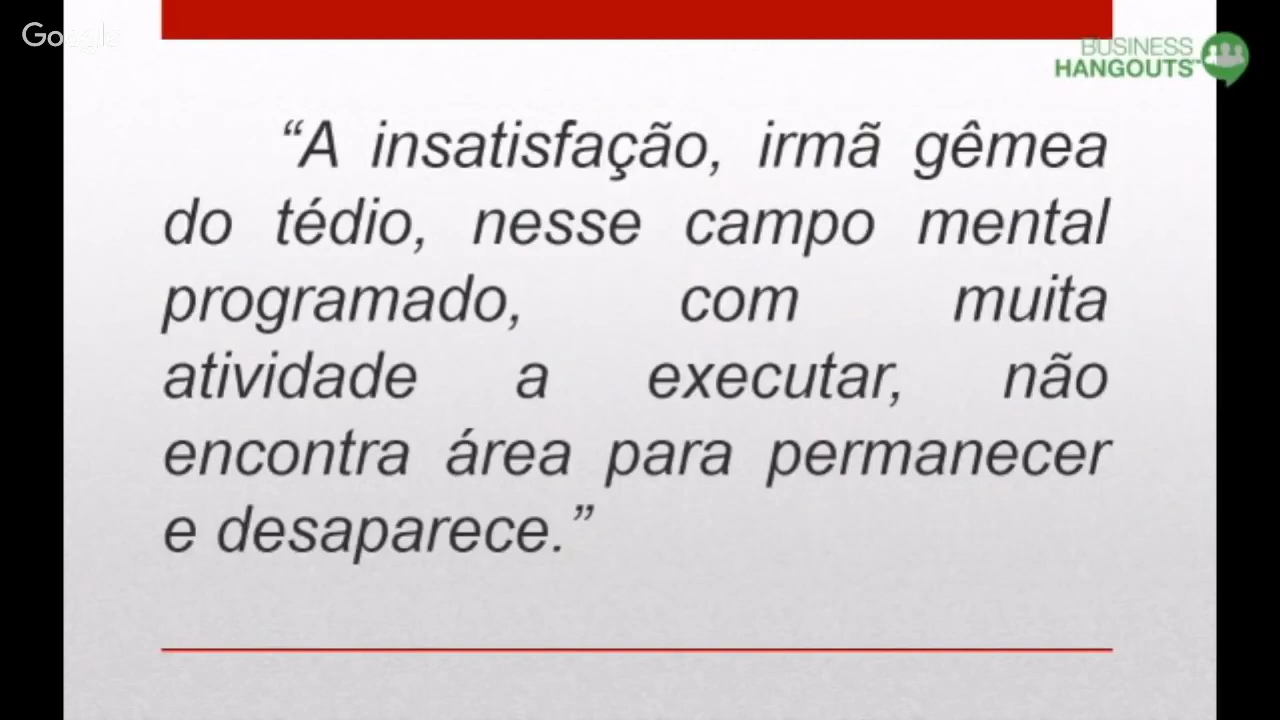 Google
BUSINESS
HANGOUTS™
“A insatisfação, irmã gêmea
do tédio, nesse campo mental
programado, com muita
atividade a executar, não
encontra área para permanecer
e desaparece.”